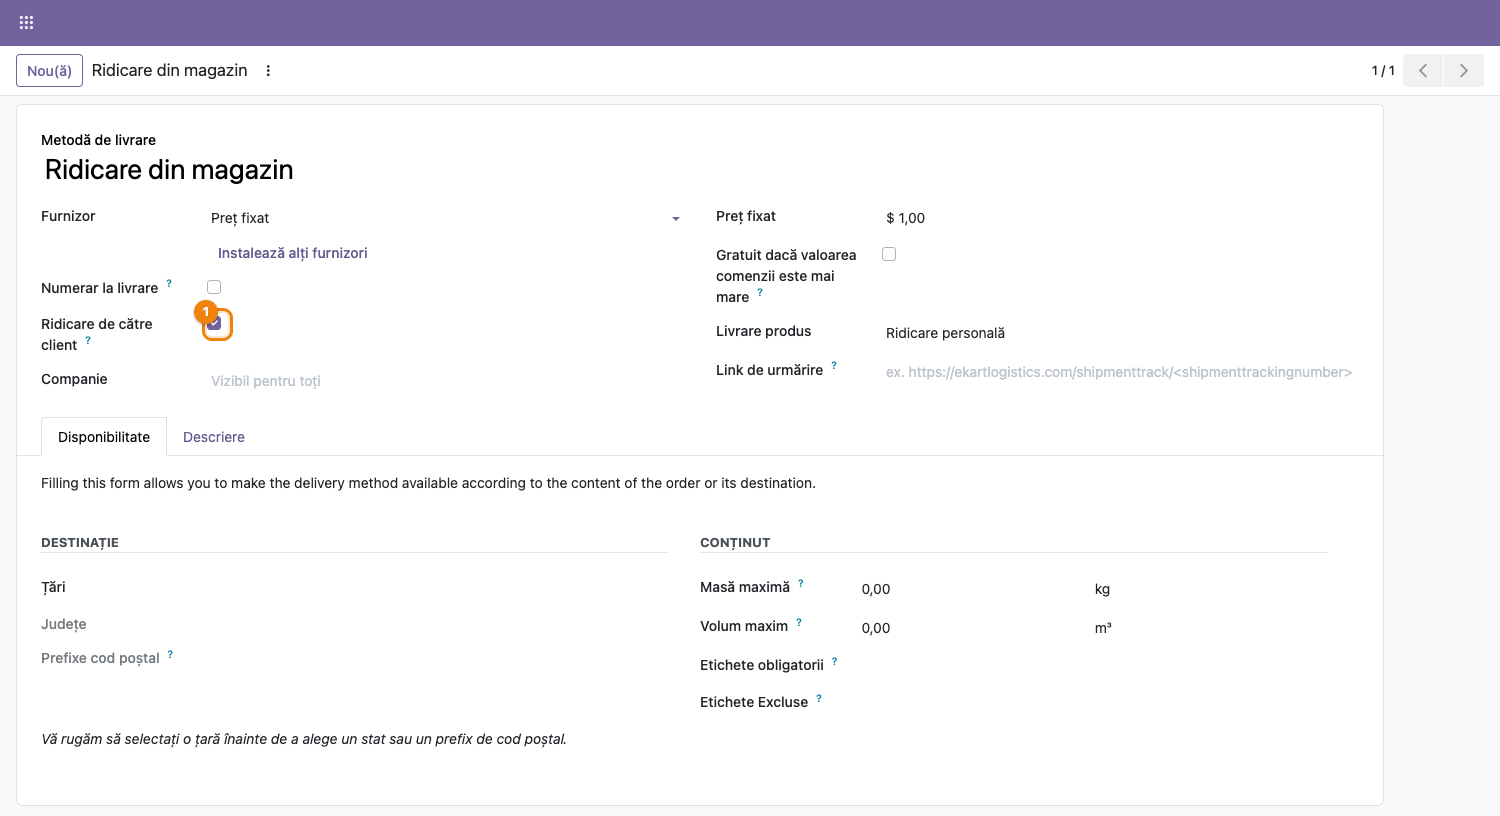 Nou(ă) Ridicare din magazin 1 / 1
Metodă de livrare
Ridicare din magazin
Furnizor Preț fixat
Instalează alți furnizori
Numerar la livrare ?
1
Ridicare de către
client ?
Companie Vizibil pentru toți
Preț fixat $ 1,00
Gratuit dacă valoarea
comenzii este mai
mare ?
Livrare produs Ridicare personală
Link de urmărire ? ex. https://ekartlogistics.com/shipmenttrack/<shipmenttrackingnumber>
Disponibilitate Descriere
Filling this form allows you to make the delivery method available according to the content of the order or its destination.
DESTINAȚIE
Țări
Județe
Prefixe cod poștal ?
CONȚINUT
Masă maximă ? 0,00 kg
Volum maxim ? 0,00 m³
Etichete obligatorii ?
Etichete Excluse ?
Vă rugăm să selectați o țară înainte de a alege un stat sau un prefix de cod poștal.